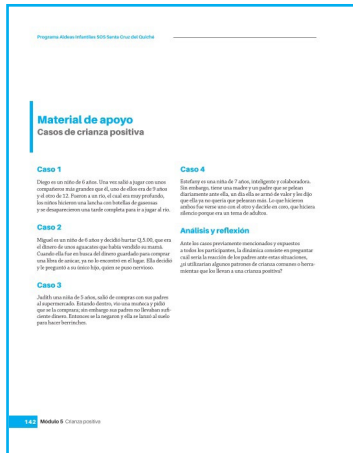 Programa Aldeas Infantiles SOS Santa Cruz del Quiché
Material de apoyo
Casos de crianza positiva
Caso 1
Diego es un niño de 6 años. Una vez salió a jugar con unos
compañeros más grandes que él, uno de ellos era de 9 años
y el otro de 12. Fueron a un río, el cual era muy profundo,
los niños hicieron una lancha con botellas de gaseosas
y se desaparecieron una tarde completa para ir a jugar al río.
Caso 2
Miguel es un niño de 6 años y decidió hurtar Q.5.00, que era
el dinero de unos aguacates que había vendido su mamá.
Cuando ella fue en busca del dinero guardado para comprar
una libra de azúcar, ya no lo encontró en el lugar. Ella decidió
y le preguntó a su único hijo, quien se puso nervioso.
Caso 3
Judith una niña de 5 años, salió de compras con sus padres
al supermercado. Estando dentro, vio una muñeca y pidió
que se la compraran; sin embargo sus padres no llevaban sufi-
ciente dinero. Entonces se la negaron y ella se lanzó al suelo
para hacer berrinches.
Caso 4
Estefany es una niña de 7 años, inteligente y colaboradora.
Sin embargo, tiene una madre y un padre que se pelean
diariamente ante ella, un día ella se armó de valor y les dijo
que ella ya no quería que pelearan más. Lo que hicieron
ambos fue verse uno con el otro y decirle en coro, que hiciera
silencio porque era un tema de adultos.
Análisis y reflexión
Ante los casos previamente mencionados y expuestos
a todos los participantes, la dinámica consiste en preguntar
cuál sería la reacción de los padres ante estas situaciones,
¿si utilizarían algunos patrones de crianza comunes o herra-
mientas que los llevan a una crianza positiva?
142 Módulo 5 Crianza positiva